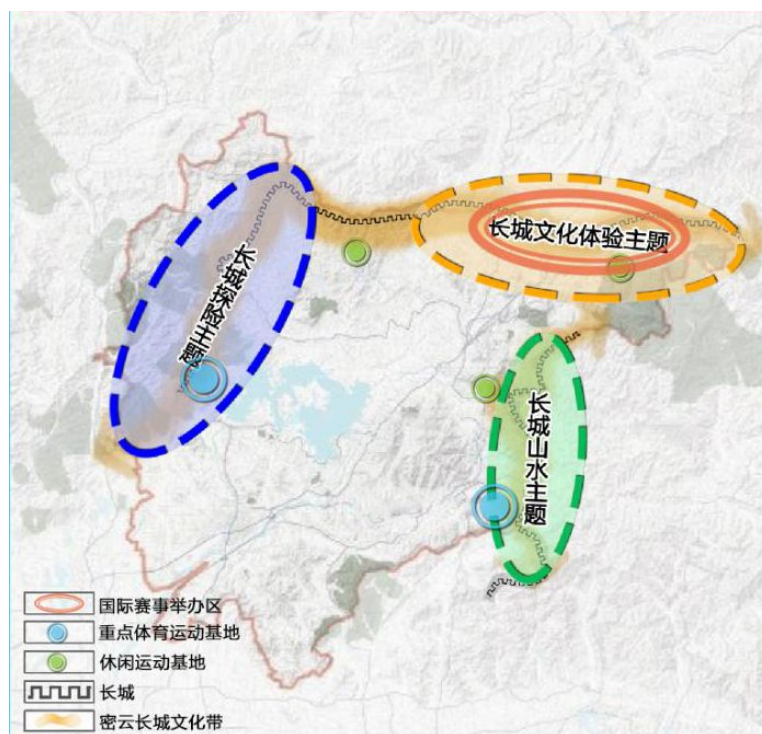 长城文化体验主题
长城探险主题
长城山水主题
国际赛事举办区
重点体育运动基地
休闲运动基地
长城
密云长城文化带